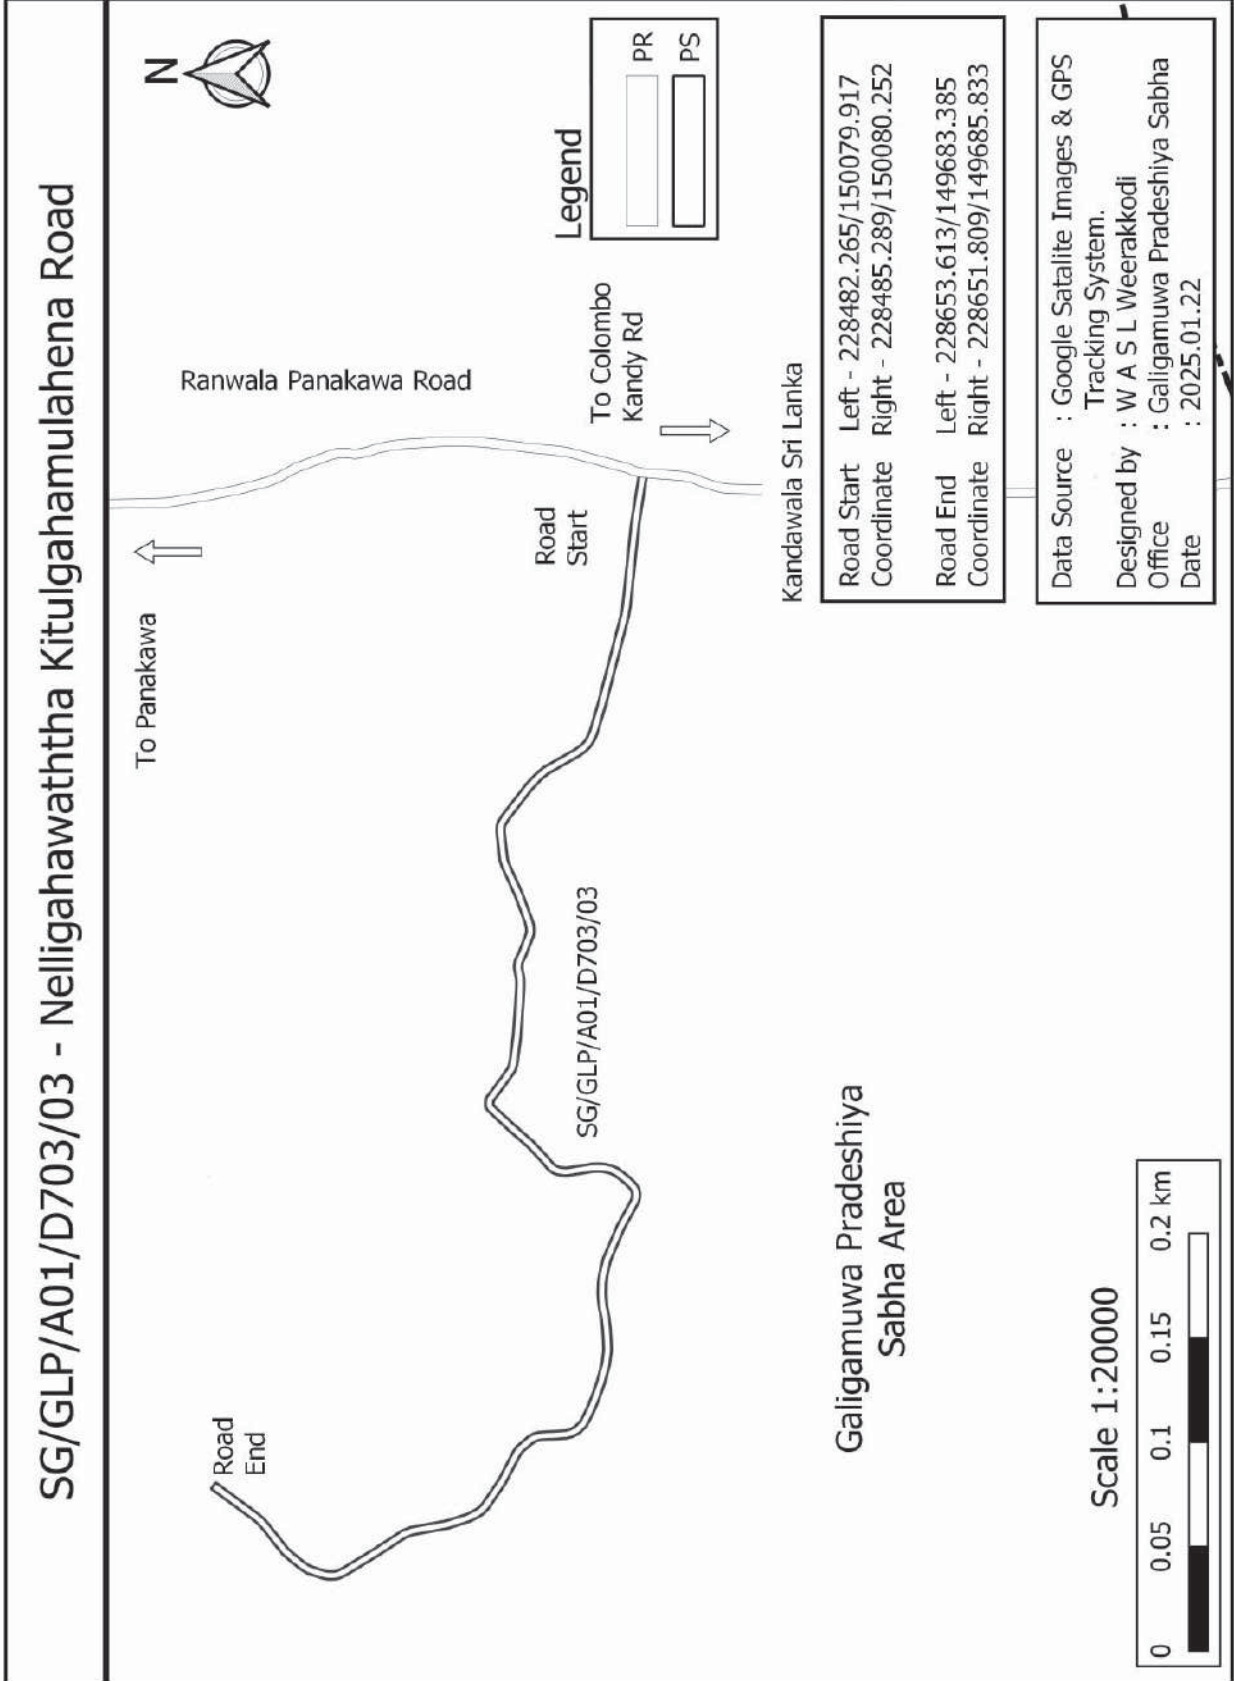 SG/GLP/A01/D703/03 - Nelligahawaththa Kitulgahamulahena Road
N
To Panakawa
Ranwala Panakawa Road
Legend
PR
PS
Road
End
Road
Start
To Colombo
Kandy Rd
SG/GLP/A01/D703/03
Kandawala Sri Lanka
Galigamuwa Pradeshiya
Sabha Area
Road Start Left - 228482.265/150079.917
Coordinate Right - 228485.289/150080.252
Road End Left - 228653.613/149683.385
Coordinate Right - 228651.809/149685.833
Scale 1:20000
0 0.05 0.1 0.15 0.2 km
Data Source : Google Satalite Images & GPS
Tracking System.
Designed by : W A S L Weerakkodi
Office : Galigamuwa Pradeshiya Sabha
Date : 2025.01.22